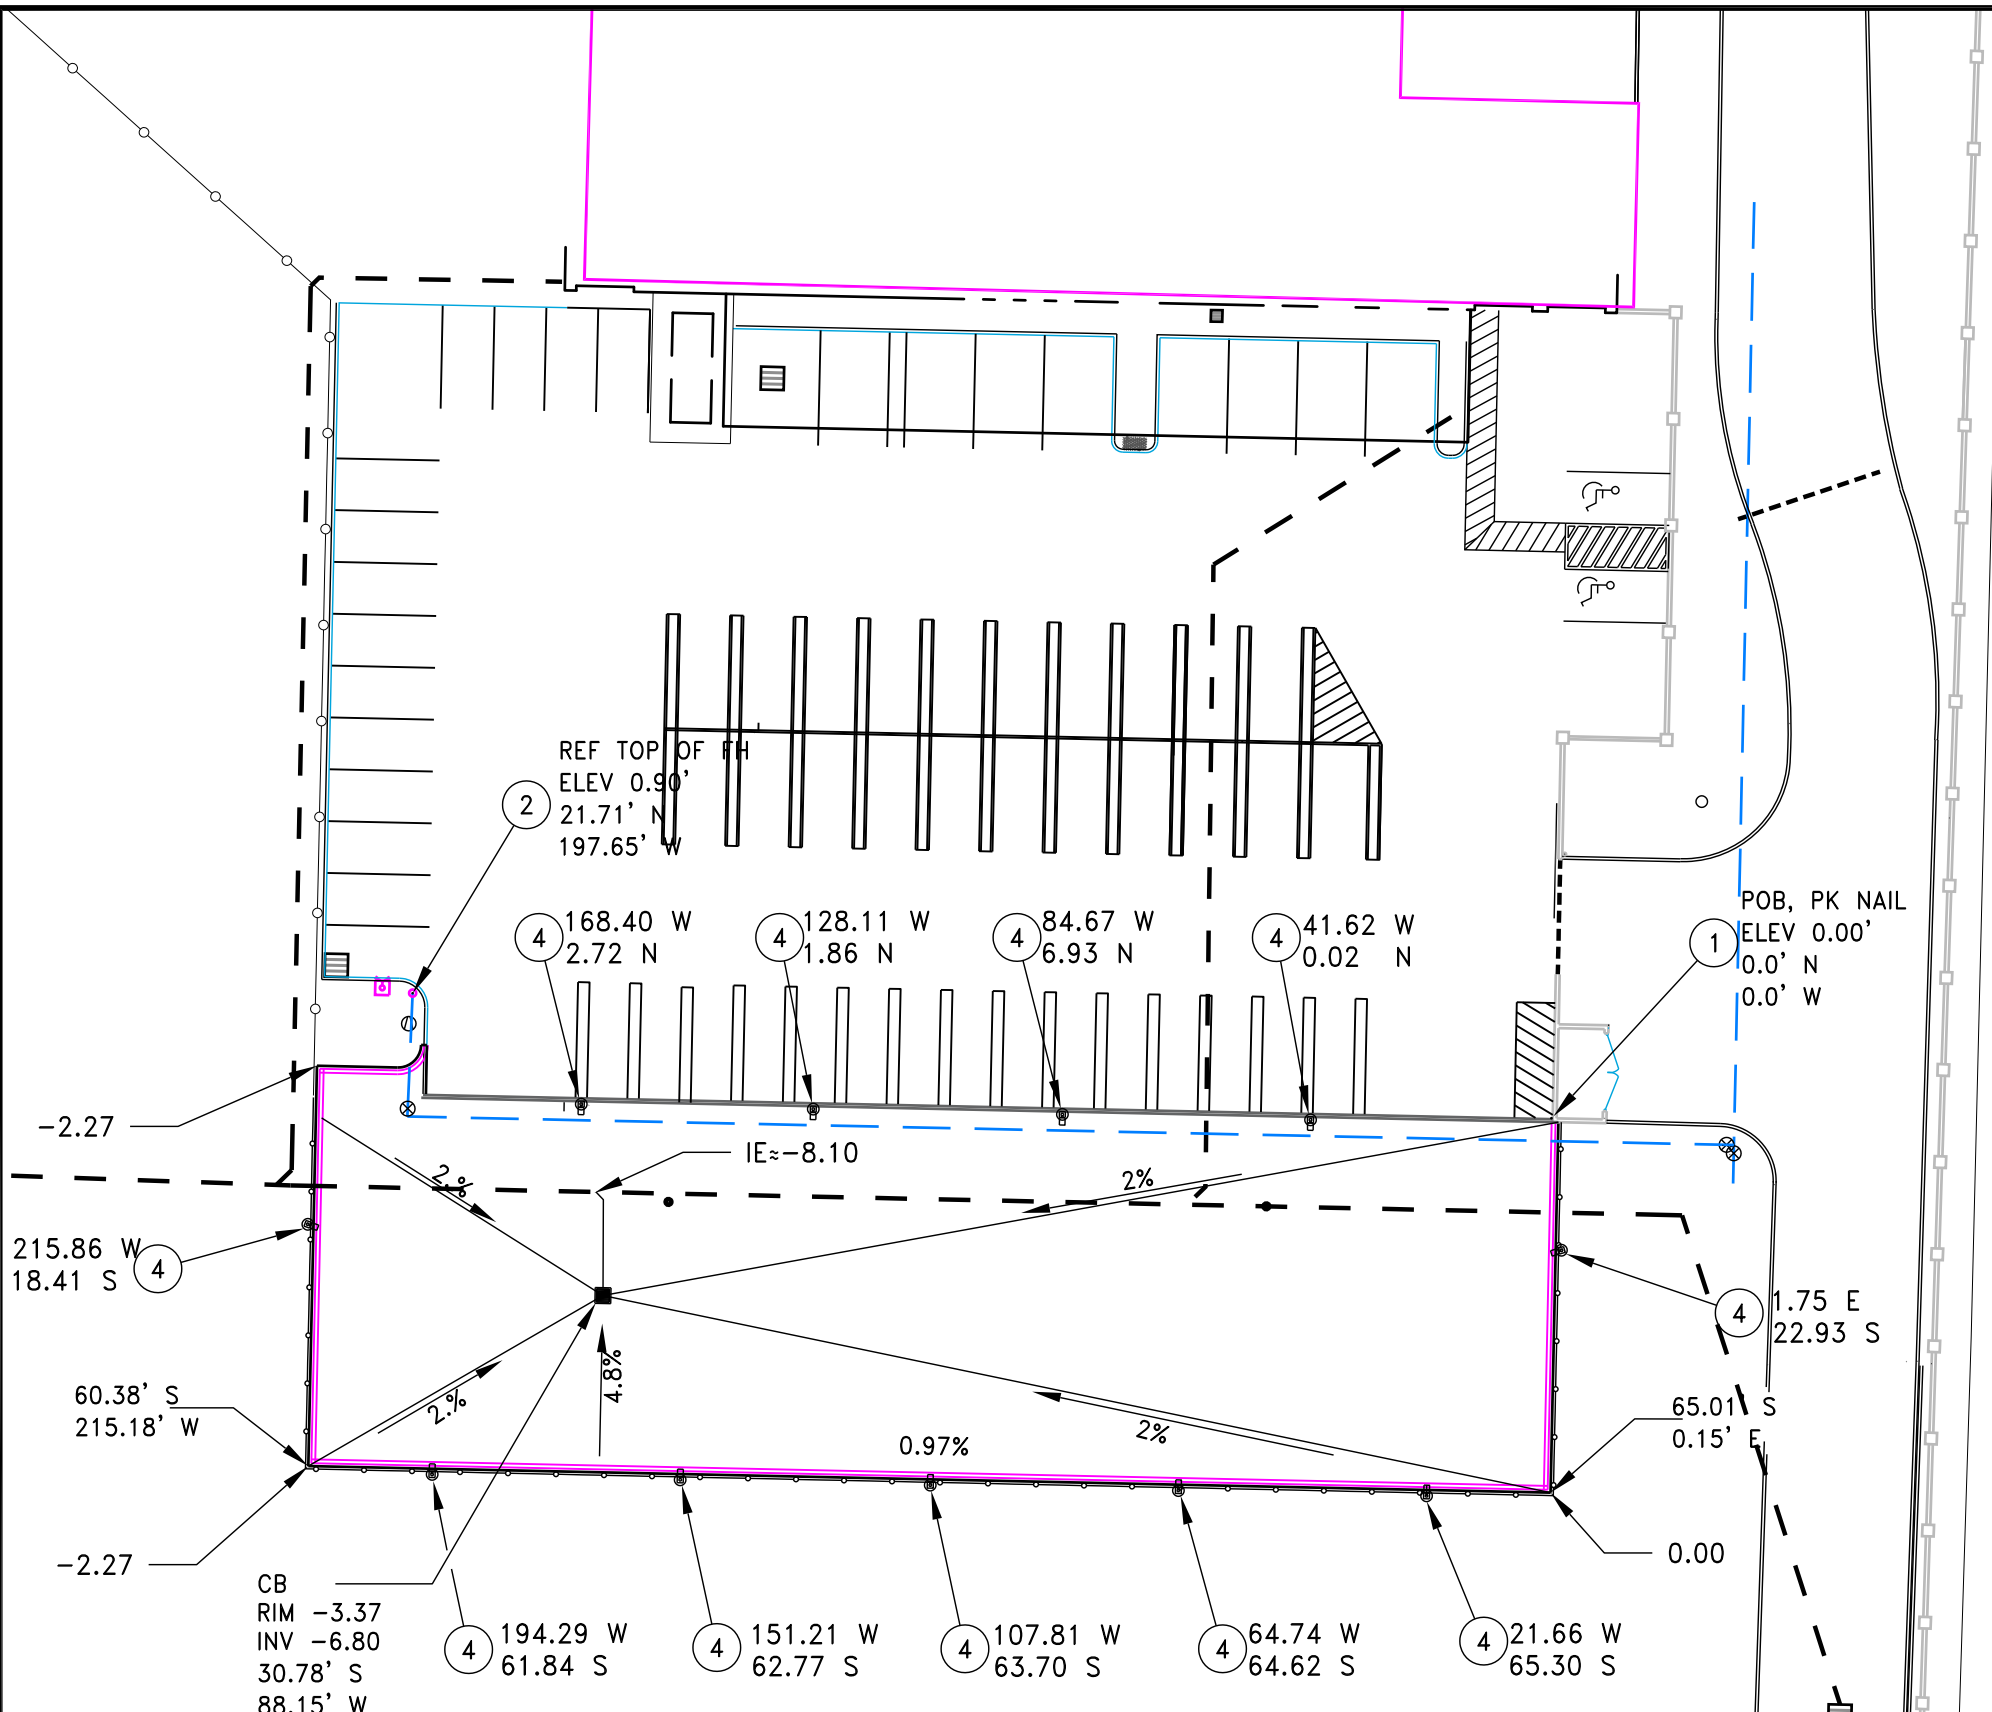 REF TOP OF FH
ELEV 0.90'
21.71' N
197.65' W
2
4
168.40 W
2.72 N
4
128.11 W
1.86 N
4
84.67 W
6.93 N
4
41.62 W
0.02 N
1
POB, PK NAIL
ELEV 0.00'
0.0' N
0.0' W
-2.27
IE≈-8.10
2.%
2%
215.86 W
18.41 S
4
4
1.75 E
22.93 S
4.8%
2.%
2%
0.97%
60.38' S
215.18' W
65.01' S
0.15' E
-2.27
0.00
CB
RIM -3.37
INV -6.80
30.78' S
88.15' W
4
194.29 W
61.84 S
4
151.21 W
62.77 S
4
107.81 W
63.70 S
4
64.74 W
64.62 S
4
21.66 W
65.30 S